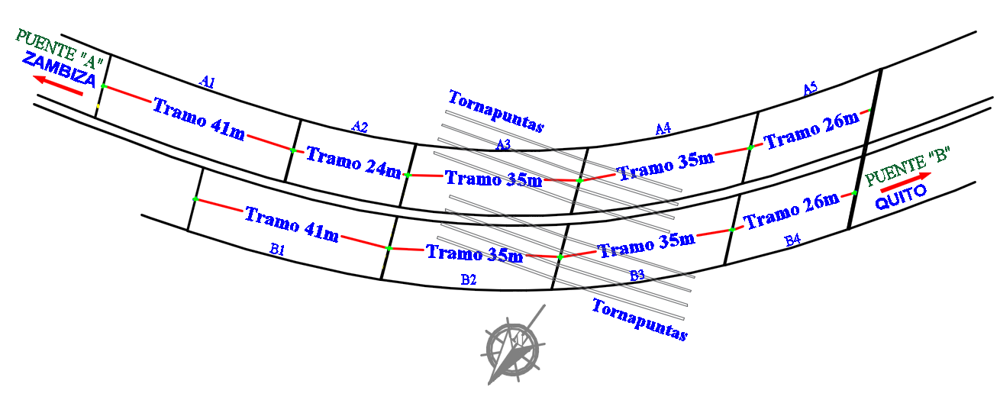 PUENTE "A"
ZAMBIZA
A1
A2
A3
A4
A5
Tornapuntas
Tramo 41m
Tramo 24m
Tramo 35m
Tramo 35m
Tramo 26m
PUENTE "B"
QUITO
Tramo 41m
Tramo 35m
Tramo 35m
Tramo 26m
B1
B2
B3
B4
Tornapuntas